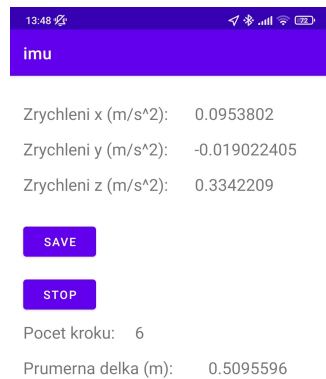 13:48
72
imu
Zrychleni x (m/s^2): 0.0953802
Zrychleni y (m/s^2): -0.019022405
Zrychleni z (m/s^2): 0.3342209
SAVE
STOP
Pocet kroku: 6
Prumerna delka (m): 0.5095596